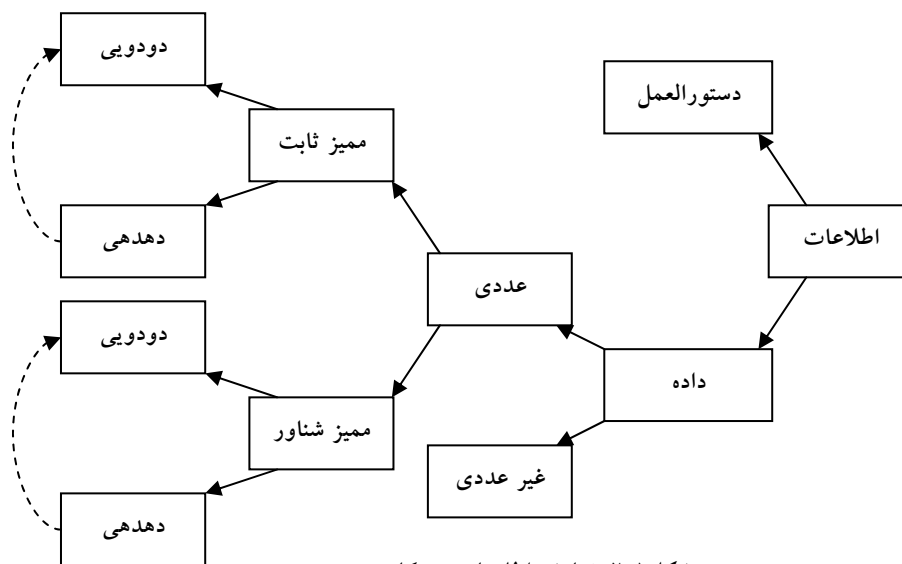 اطلاعات
دستورالعمل
داده
عددی
غیر عددی
ممیز ثابت
ممیز شناور
دودویی
دهدهی
دودویی
دهدهی